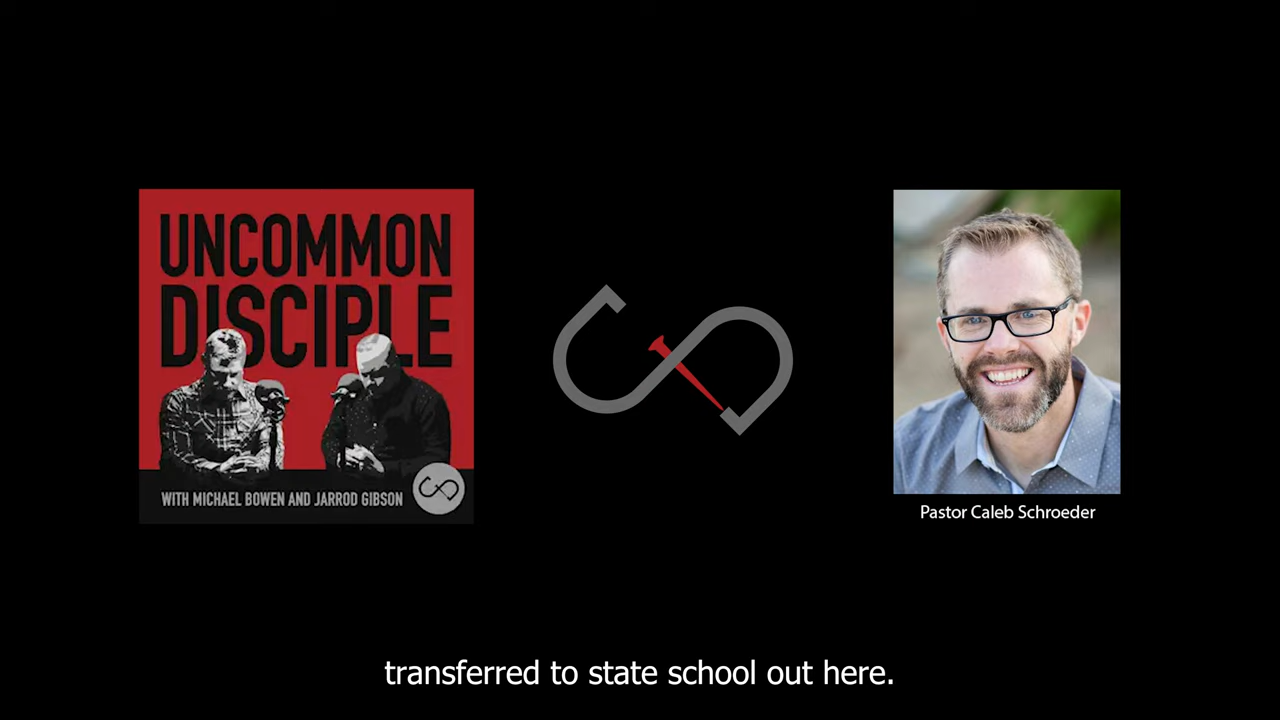 UNCOMMON
DISCIPLE
WITH MICHAEL BOWEN AND JARROD GIBSON
Pastor Caleb Schroeder
transferred to state school out here.